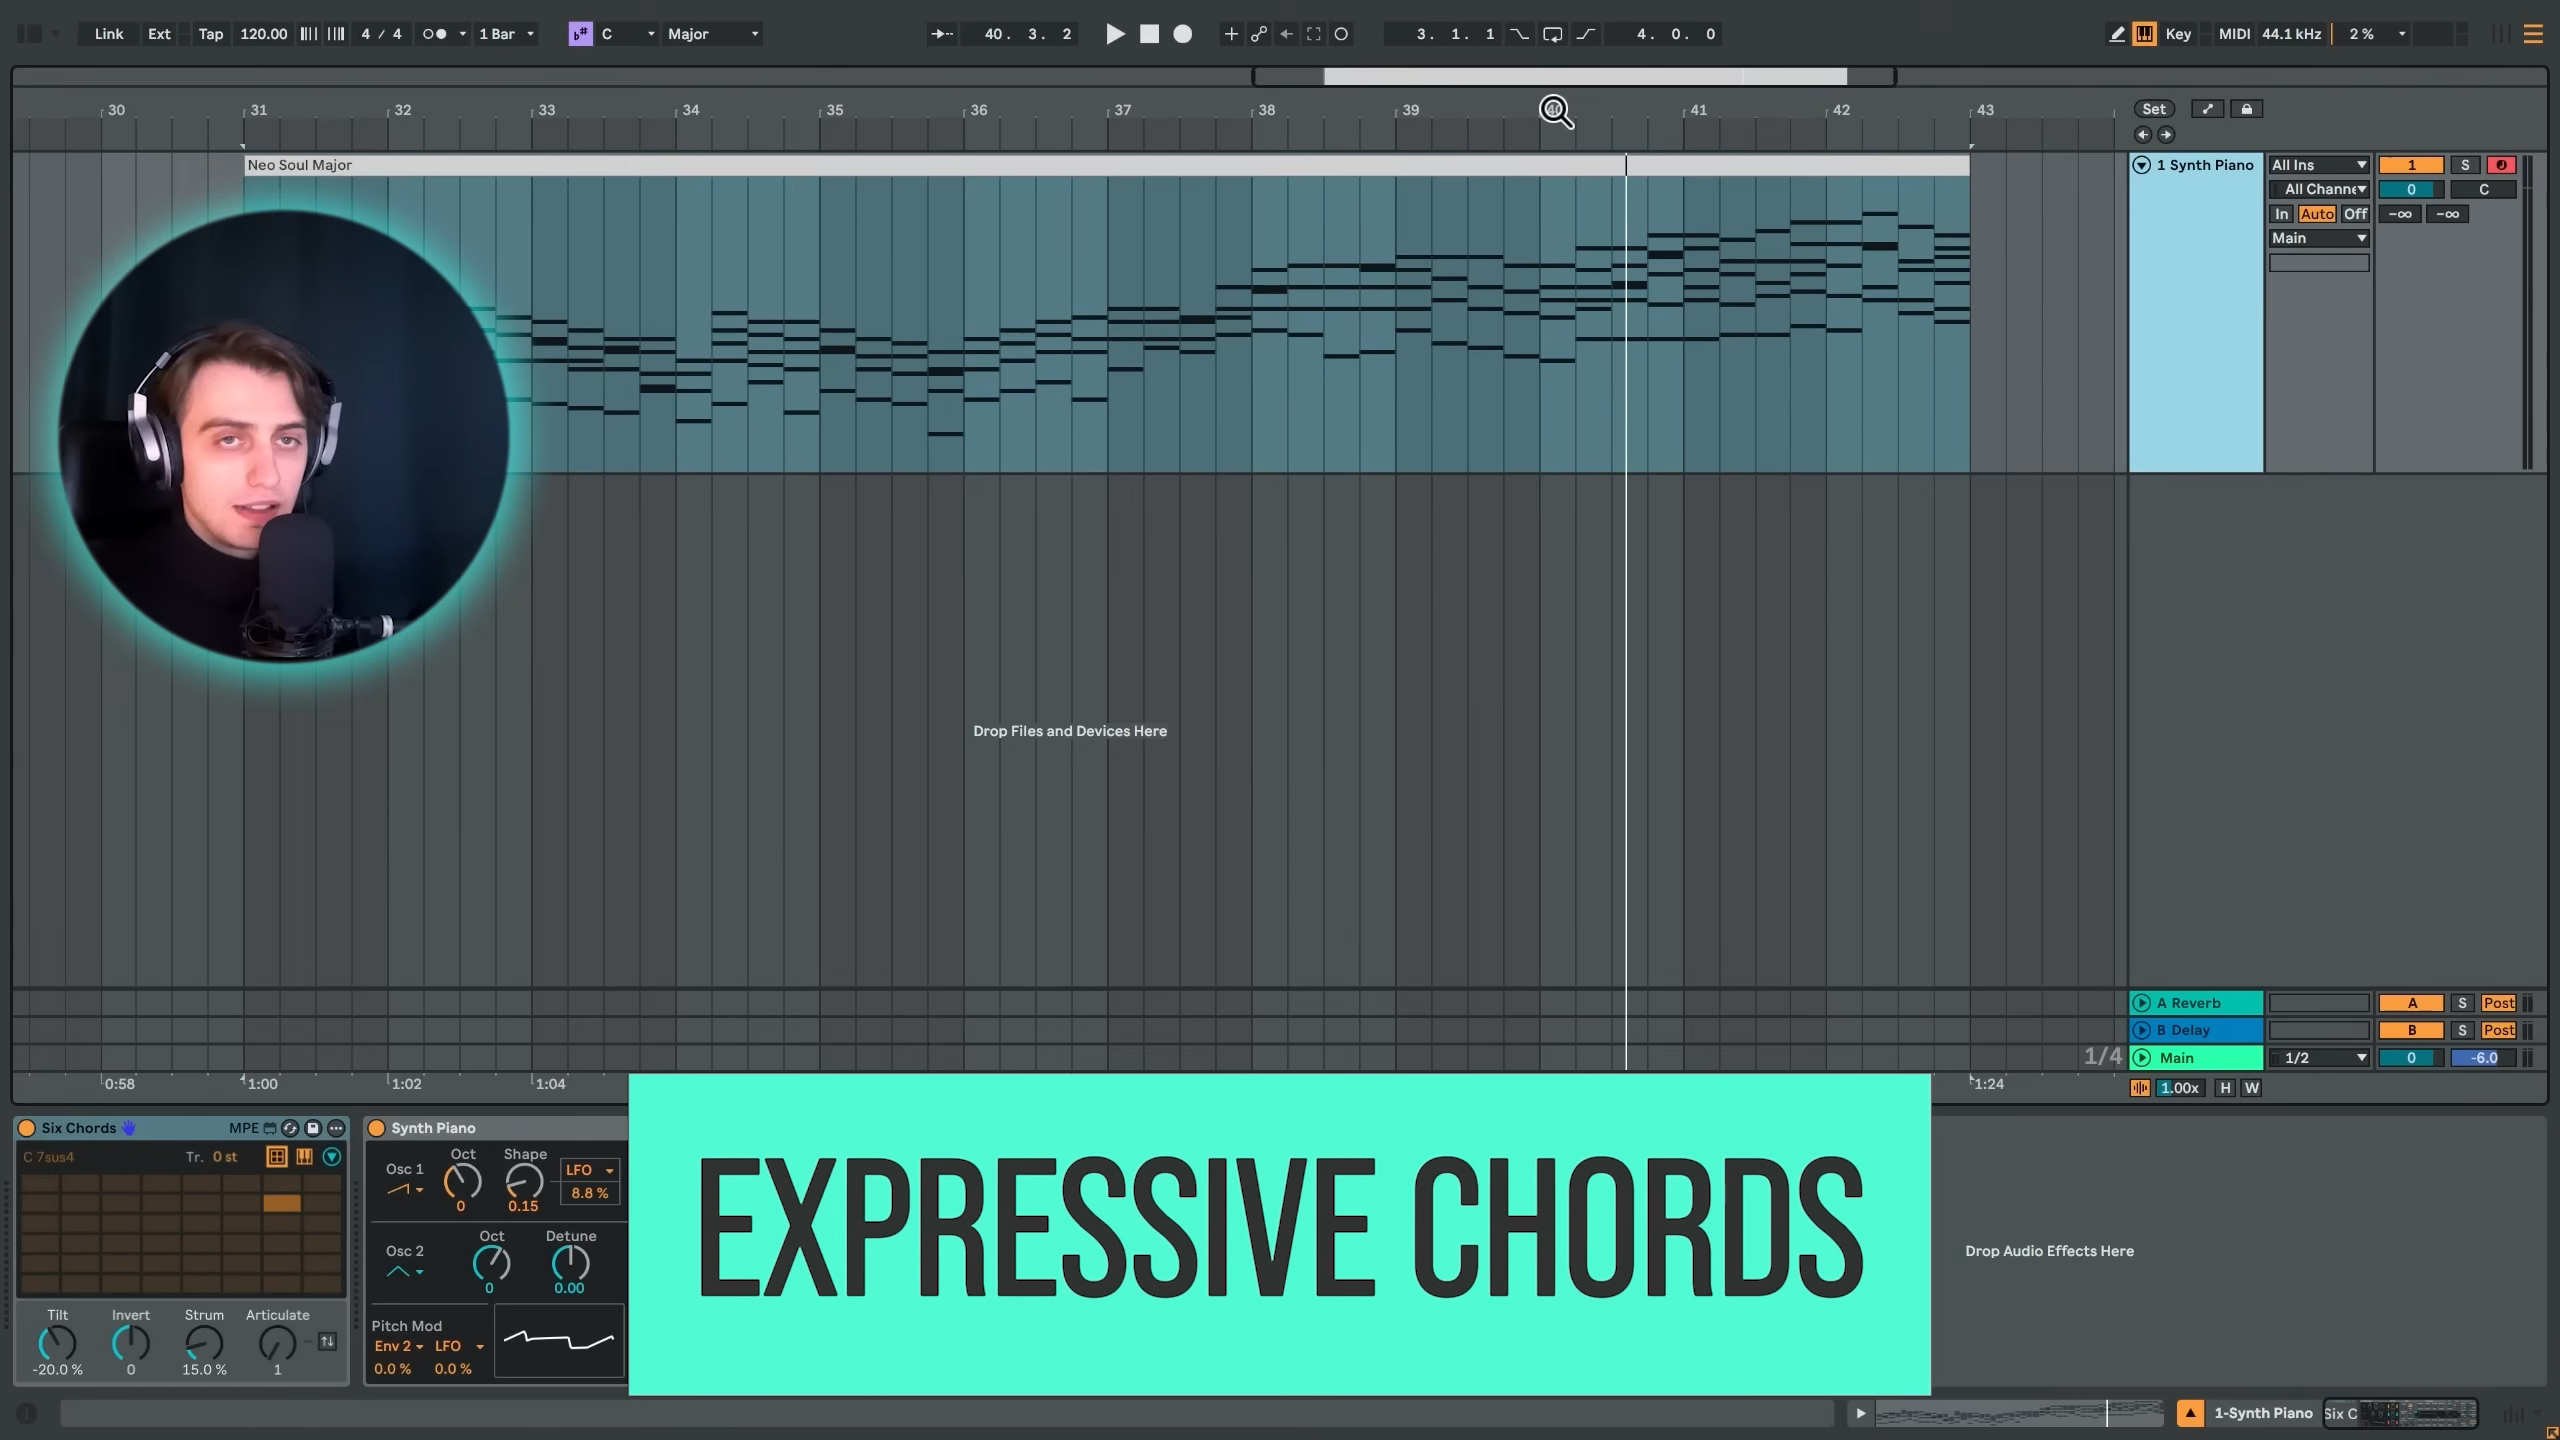 Link Ext Tap 120.00 4 / 4 1 Bar C Major 40. 3. 2 3. 1. 1 4. 0. 0 Key MIDI 44.1 kHz 2 %
30 31 32 33 34 35 36 37 38 39 40 41 42 43 Set
Neo Soul Major 1 Synth Piano All Ins 1 S
All Channe 0 C
In Auto Off -∞ -∞
Main
Drop Files and Devices Here
A Reverb A S Post
B Delay B S Post
1/4 Main 1/2 0 -6.0
0:58 1:00 1:02 1:04 1:24 1.00x H W
Six Chords MPE Synth Piano
C 7sus4 Tr. 0 st
Oct Shape
Osc 1 LFO
0 0.15 8.8 %
Oct Detune
Osc 2
0 0.00
Tilt Invert Strum Articulate
-20.0 % 0 15.0 % 1
Pitch Mod
Env 2 LFO
0.0 % 0.0 %
EXPRESSIVE CHORDS
Drop Audio Effects Here
1-Synth Piano Six C